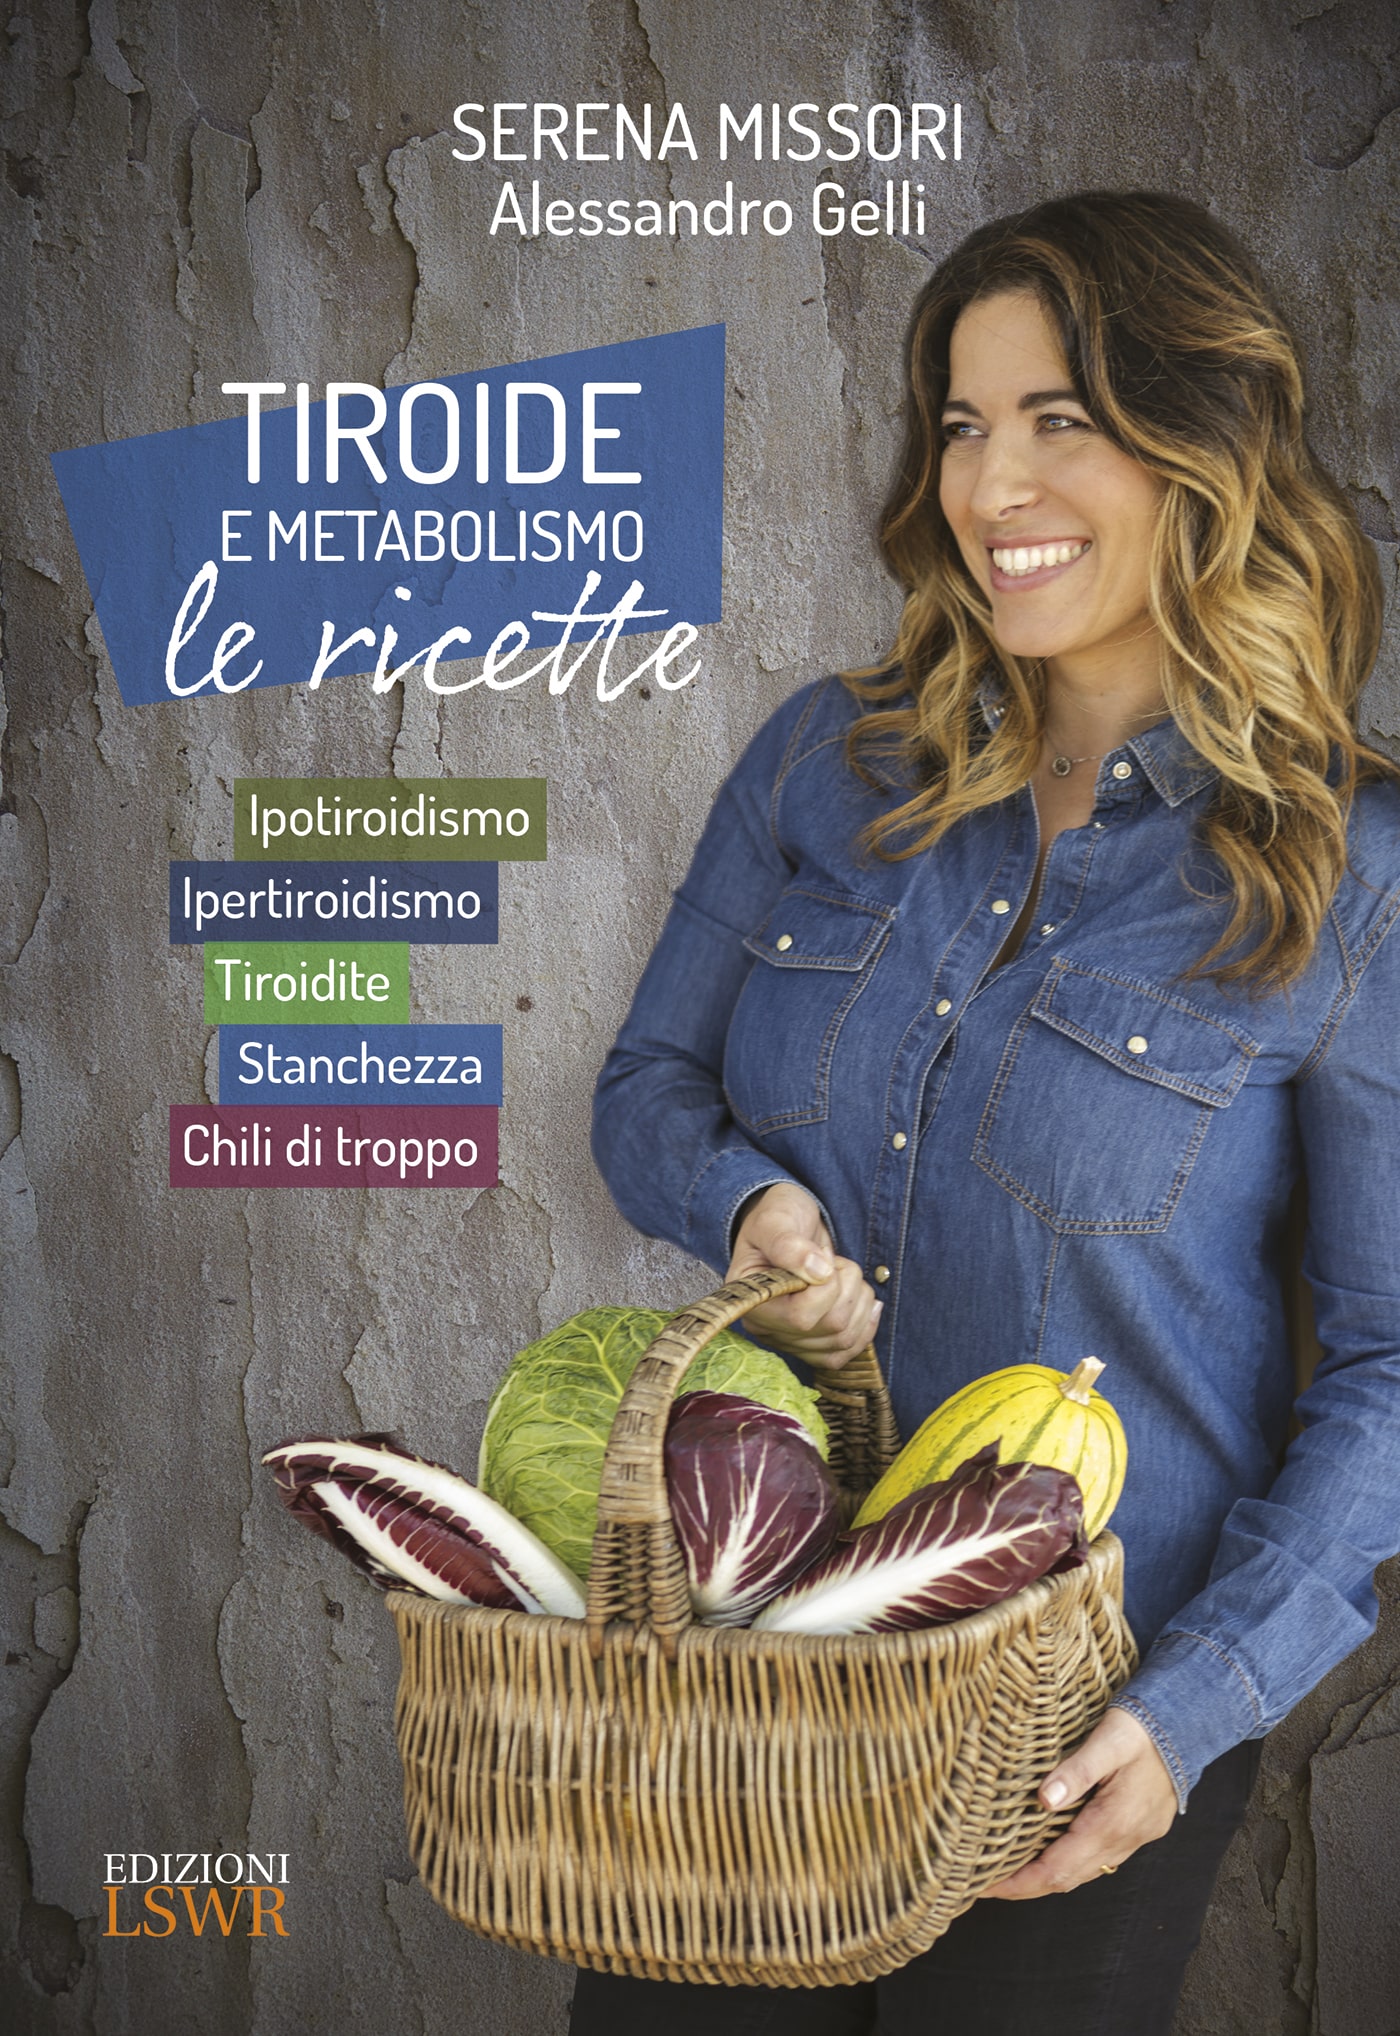 SERENA MISSORI
Alessandro Gelli
TIROIDE
E METABOLISMO
le ricette
Ipotiroidismo
Ipertiroidismo
Tiroidite
Stanchezza
Chili di troppo
EDIZIONI
LSWR